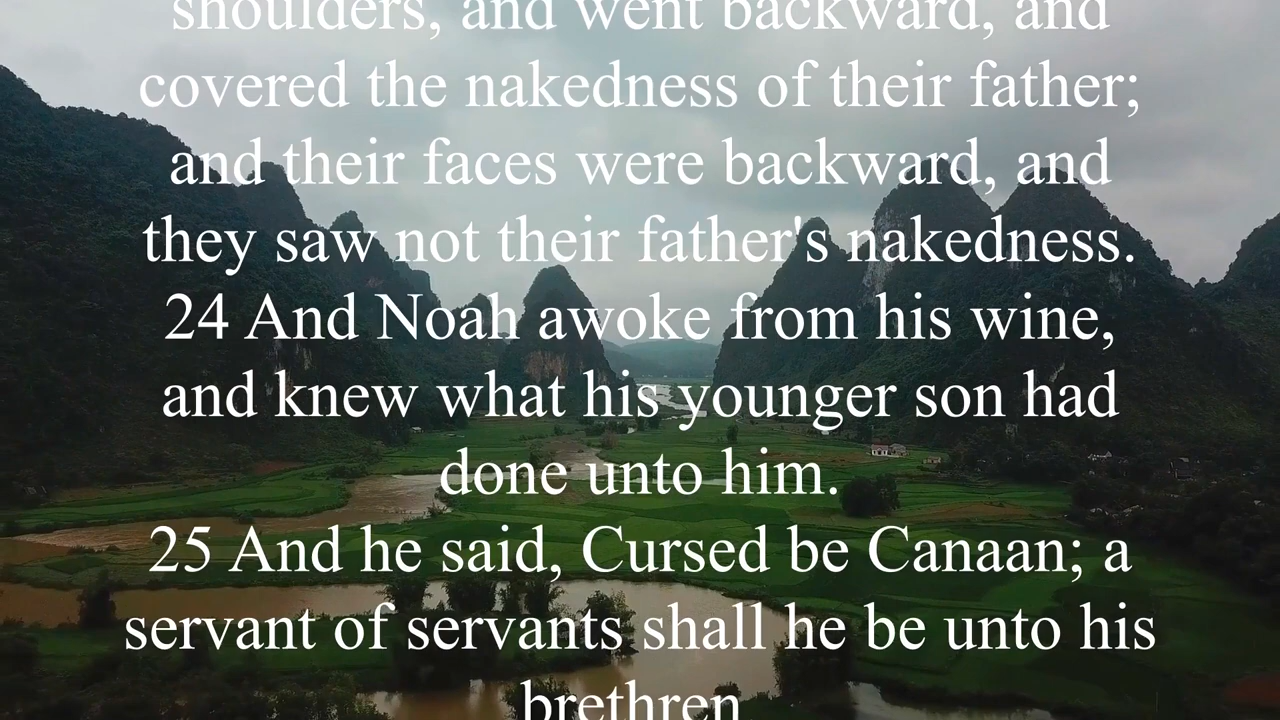 shoulders, and went backward, and
covered the nakedness of their father;
and their faces were backward, and
they saw not their father's nakedness.
24 And Noah awoke from his wine,
and knew what his younger son had
done unto him.
25 And he said, Cursed be Canaan; a
servant of servants shall he be unto his
brethren